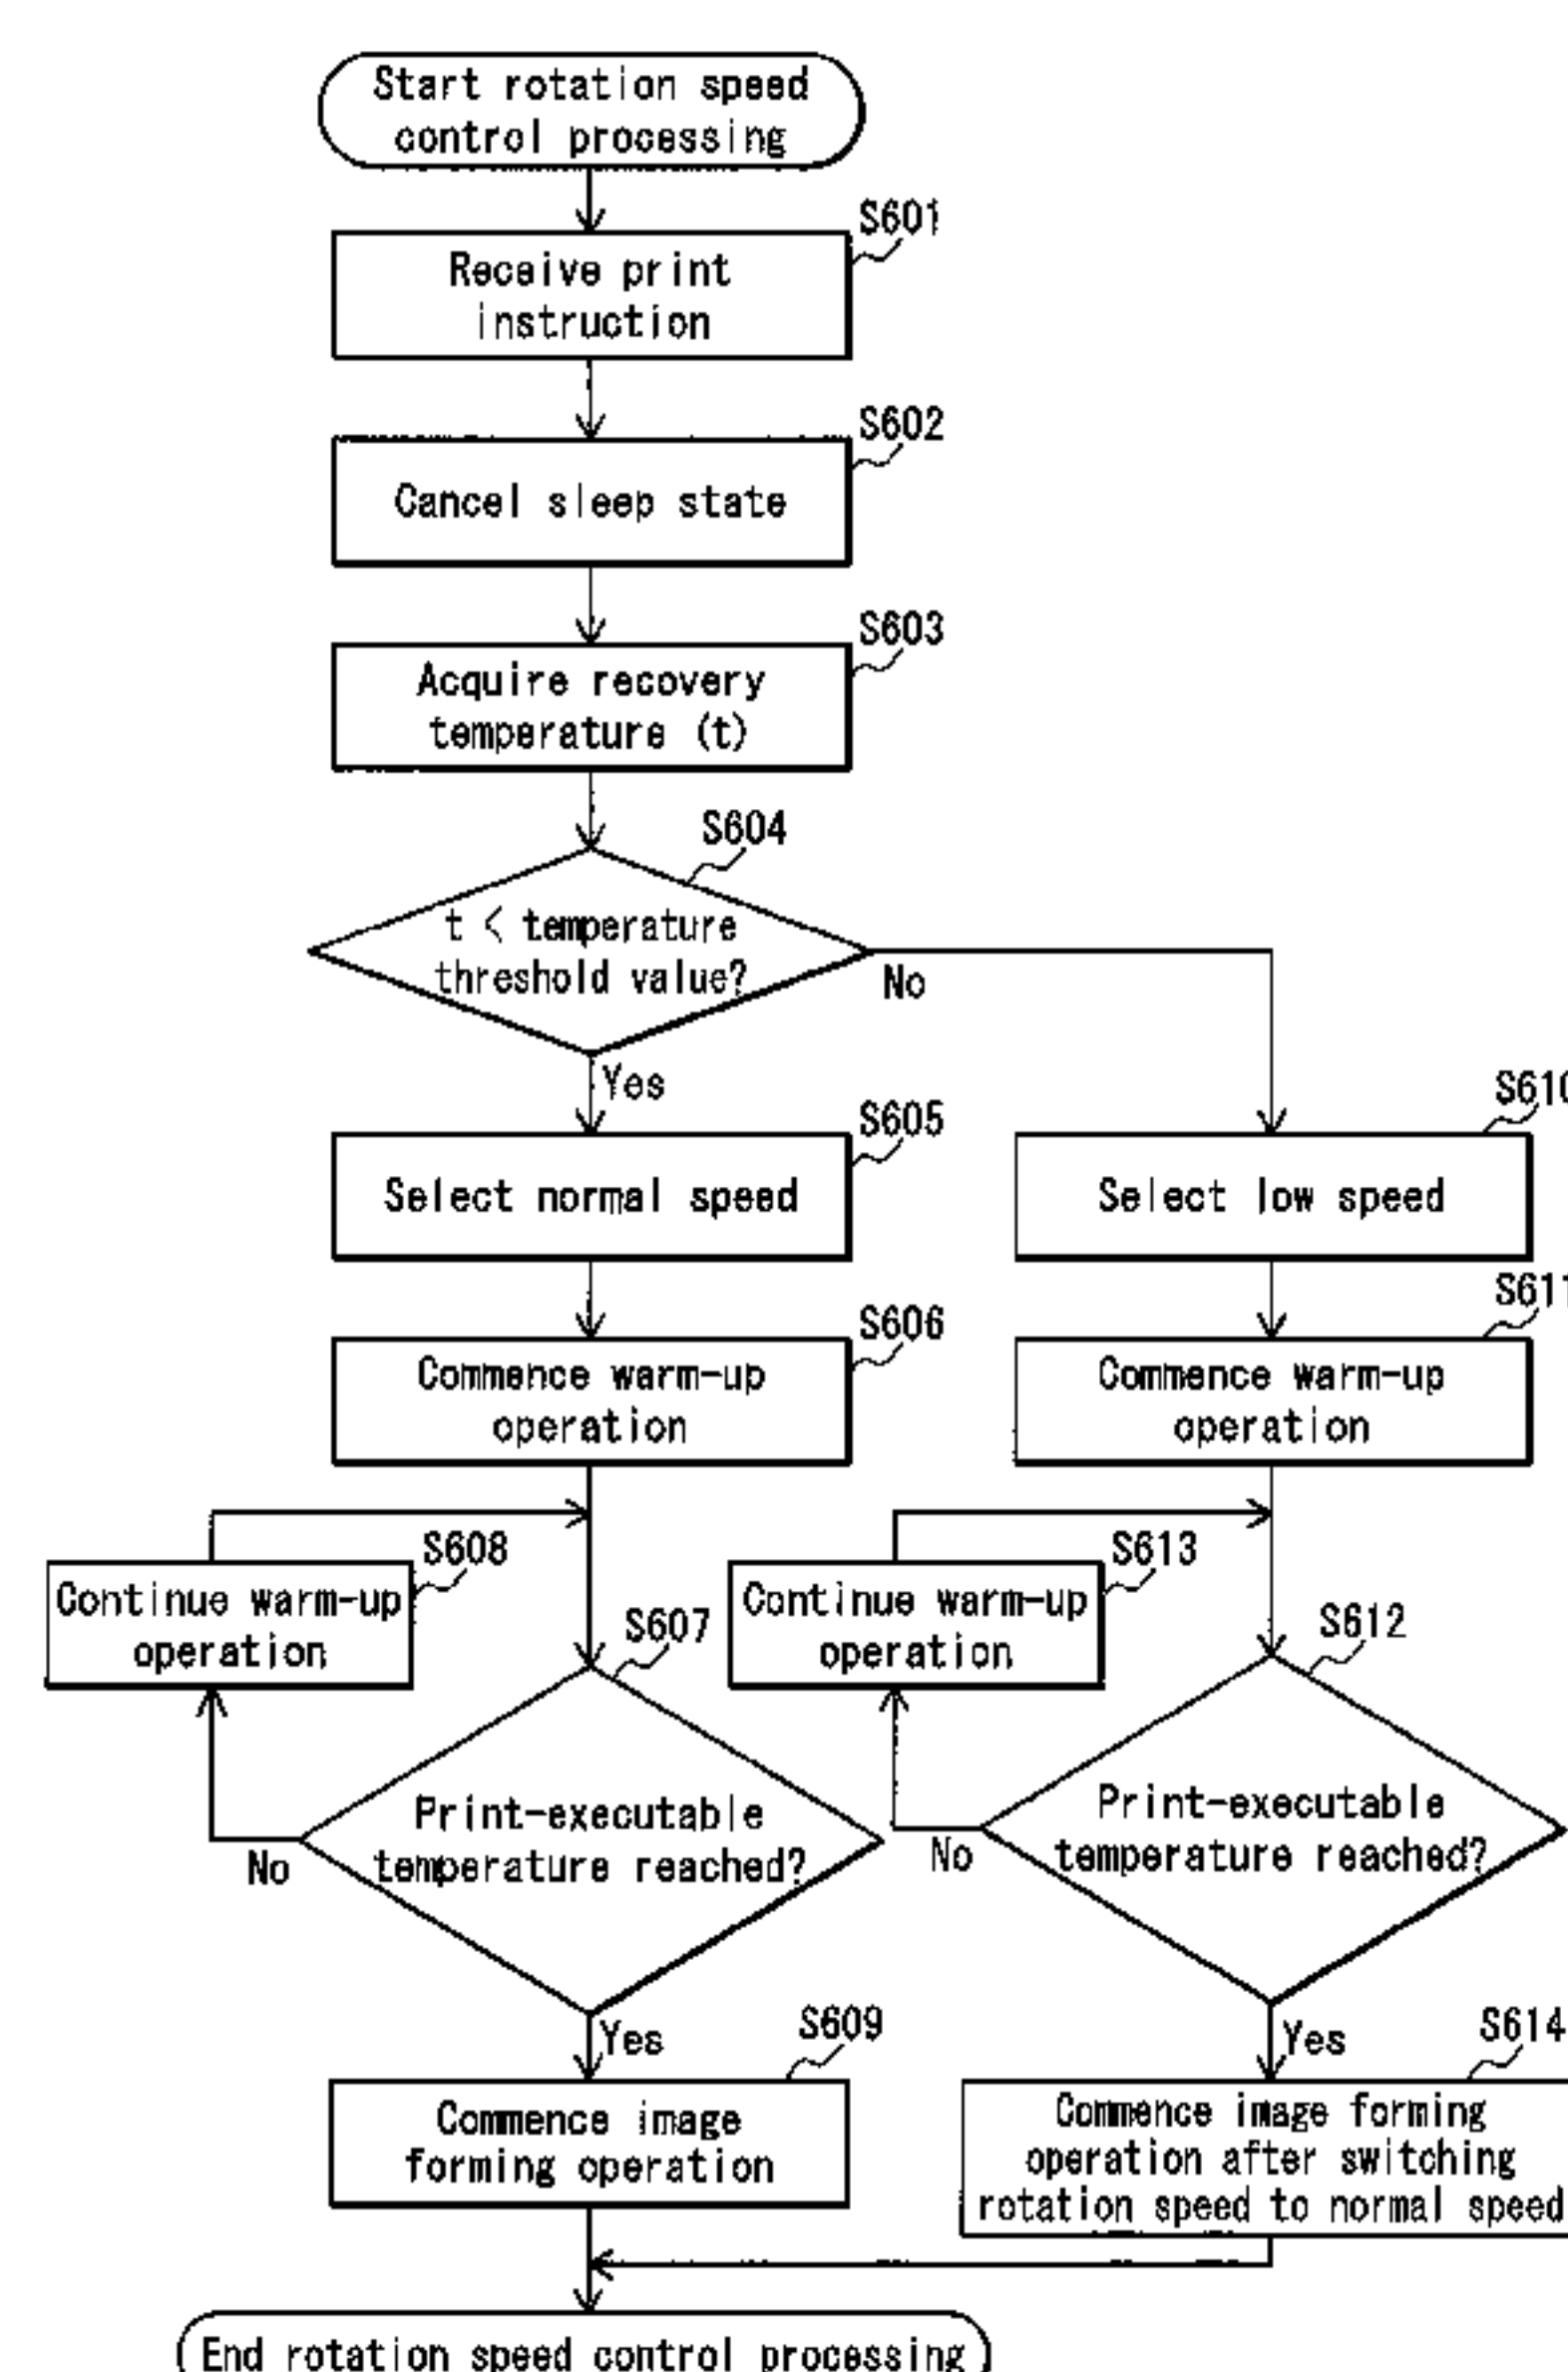 Start rotation speed
control processing
S601
Receive print
instruction
S602
Cancel sleep state
S603
Acquire recovery
temperature (t)
S604
t < temperature
threshold value?
No
Yes
S605
Select normal speed
S610
Select low speed
S606
Commence warm-up
operation
S611
Commence warm-up
operation
S608
Continue warm-up
operation
S613
Continue warm-up
operation
S607
Print-executable
temperature reached?
No
Yes
S612
Print-executable
temperature reached?
No
Yes
S609
Commence image
forming operation
S614
Commence image forming
operation after switching
rotation speed to normal speed
End rotation speed control processing